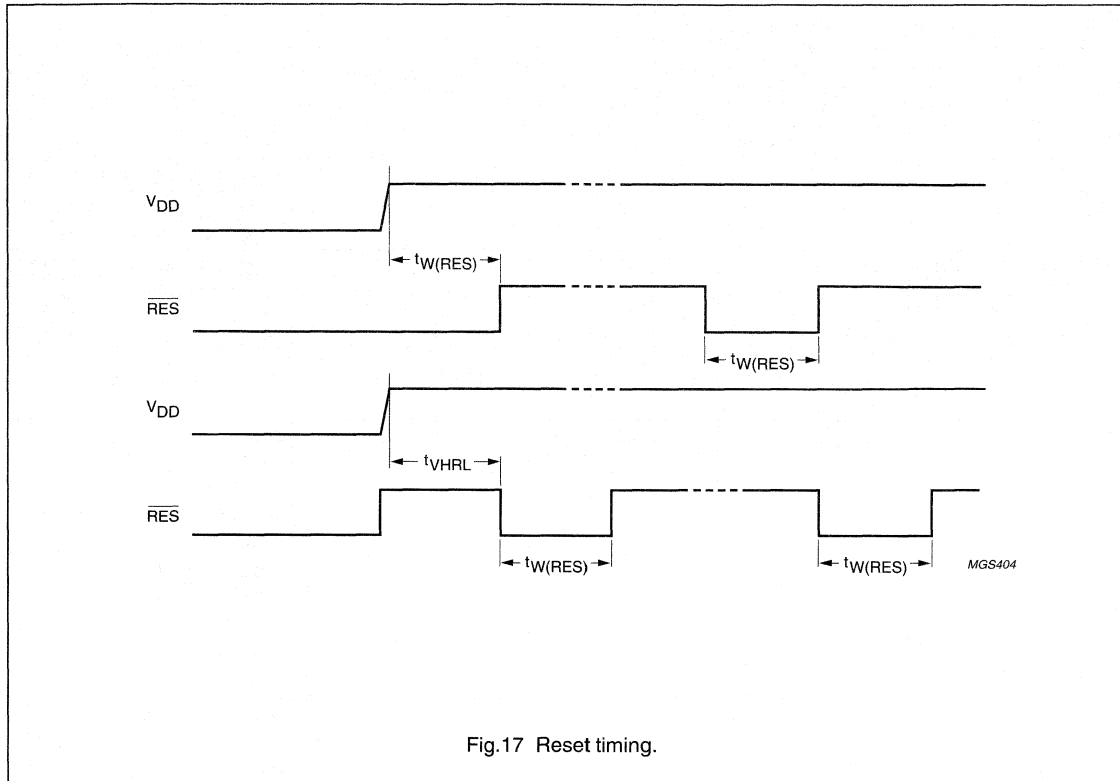 VDD
tW(RES)
RES
tW(RES)
VDD
tVHRL
RES
tW(RES)
tW(RES)
MGS404
Fig.17 Reset timing.